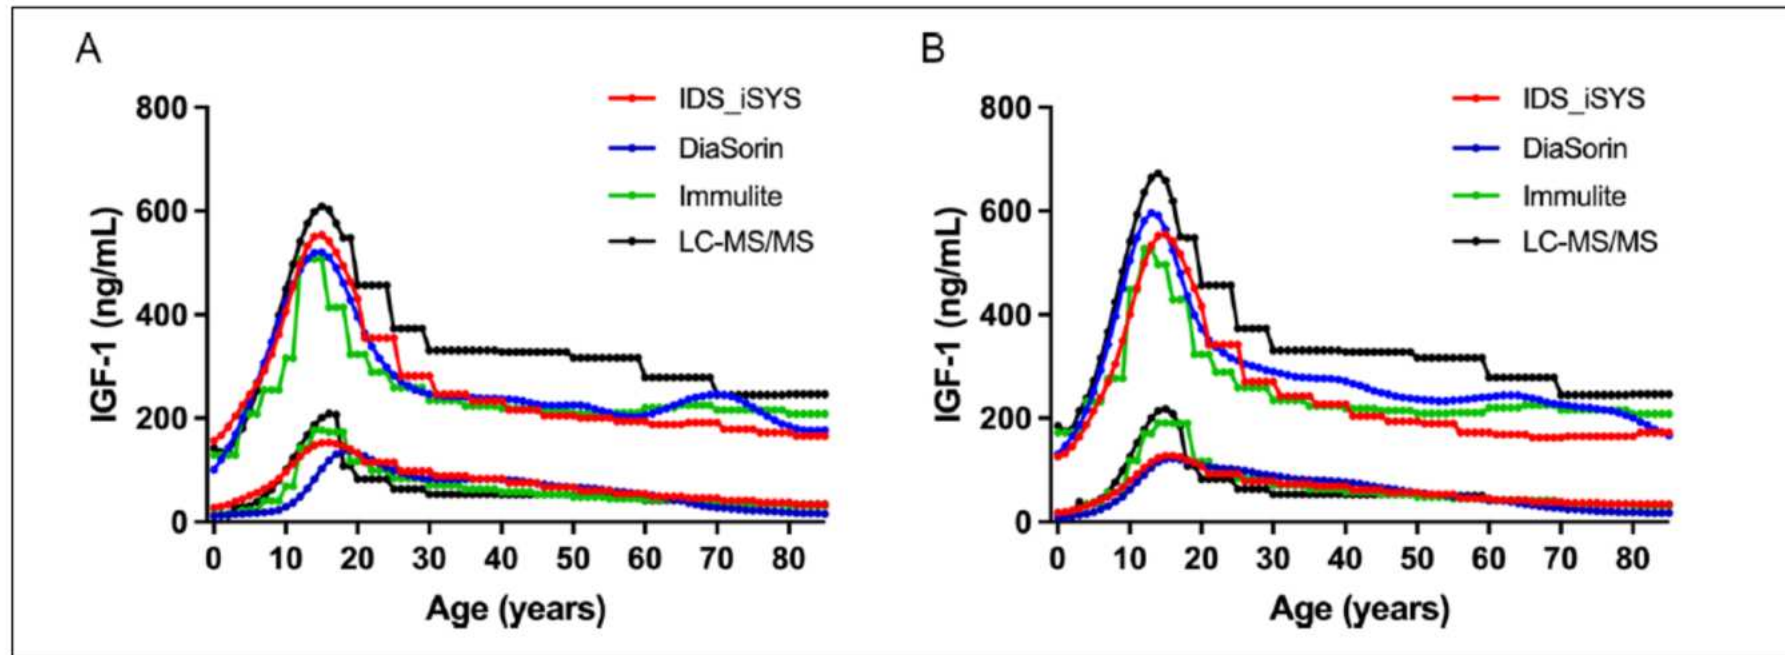 A
IDS_iSYS
DiaSorin
Immulite
LC-MS/MS
IGF-1 (ng/mL)
800
600
400
200
0
0 10 20 30 40 50 60 70 80
Age (years)
B
IDS_iSYS
DiaSorin
Immulite
LC-MS/MS
IGF-1 (ng/mL)
800
600
400
200
0
0 10 20 30 40 50 60 70 80
Age (years)